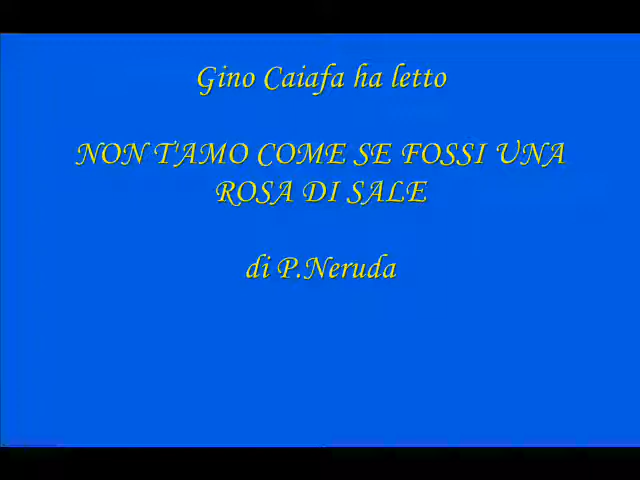 Gino Caiafa ha letto
NON T'AMO COME SE FOSSI UNA
ROSA DI SALE
di P.Neruda